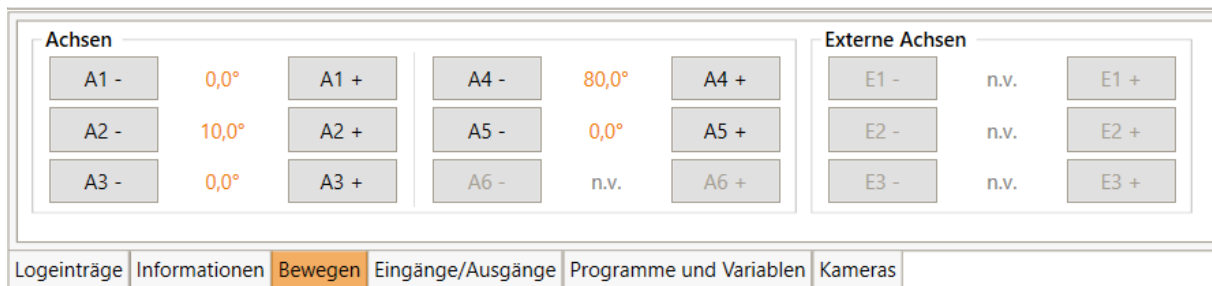 Achsen Externe Achsen
A1 - 0,0° A1 + A4 - 80,0° A4 + E1 - n.v. E1 +
A2 - 10,0° A2 + A5 - 0,0° A5 + E2 - n.v. E2 +
A3 - 0,0° A3 + A6 - n.v. A6 + E3 - n.v. E3 +
Logeinträge Informationen Bewegen Eingänge/Ausgänge Programme und Variablen Kameras